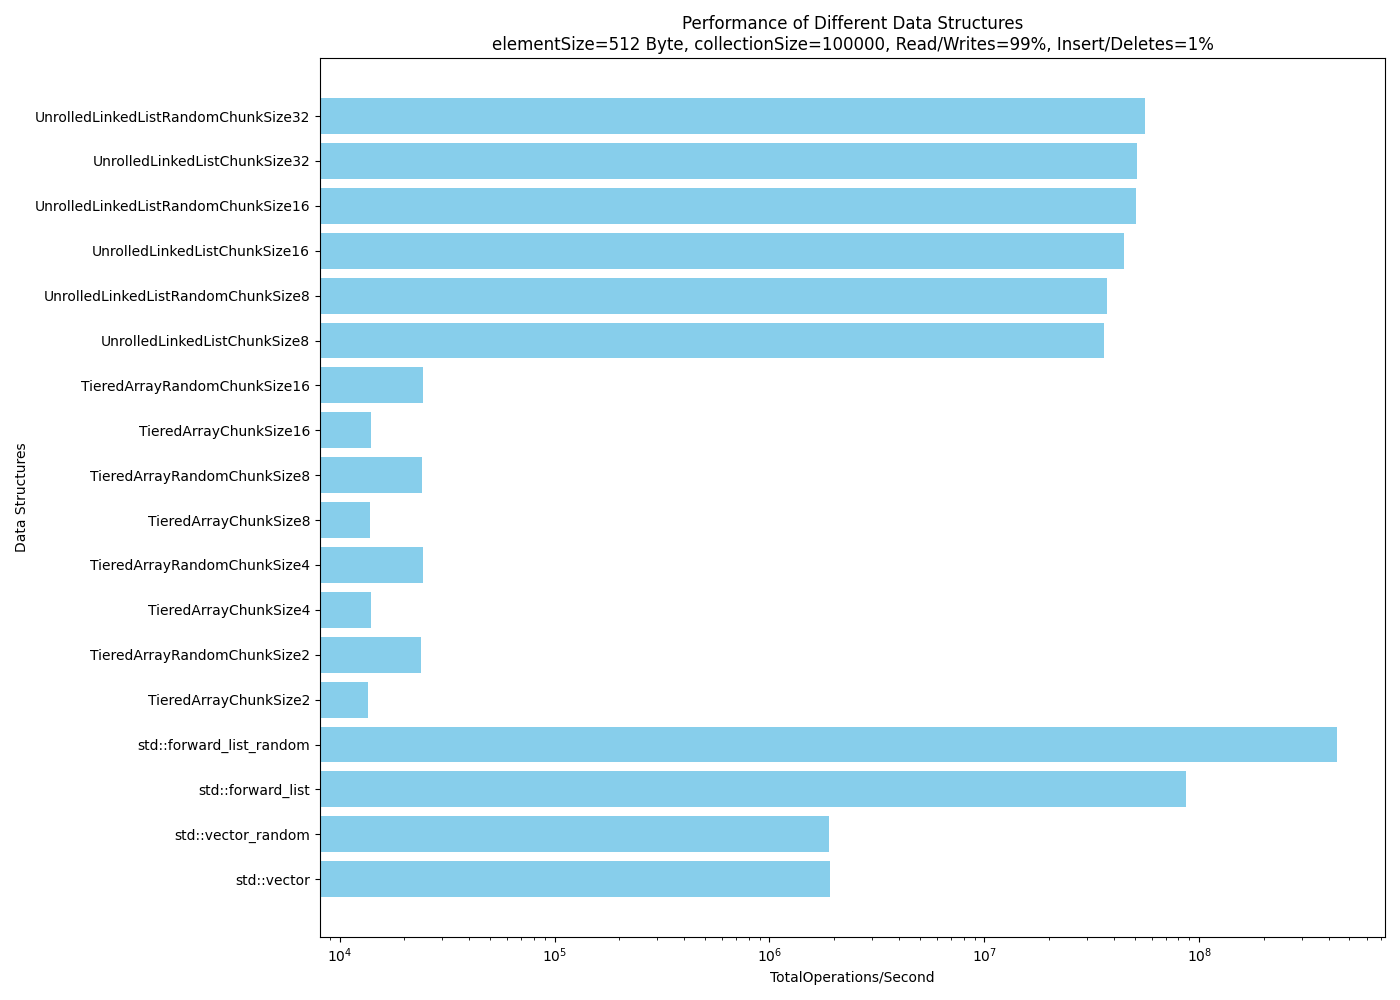 Performance of Different Data Structures
elementSize=512 Byte, collectionSize=100000, Read/Writes=99%, Insert/Deletes=1%
Data Structures
UnrolledLinkedListRandomChunkSize32
UnrolledLinkedListChunkSize32
UnrolledLinkedListRandomChunkSize16
UnrolledLinkedListChunkSize16
UnrolledLinkedListRandomChunkSize8
UnrolledLinkedListChunkSize8
TieredArrayRandomChunkSize16
TieredArrayChunkSize16
TieredArrayRandomChunkSize8
TieredArrayChunkSize8
TieredArrayRandomChunkSize4
TieredArrayChunkSize4
TieredArrayRandomChunkSize2
TieredArrayChunkSize2
std::forward_list_random
std::forward_list
std::vector_random
std::vector
10⁴ 10⁵ 10⁶ 10⁷ 10⁸
TotalOperations/Second